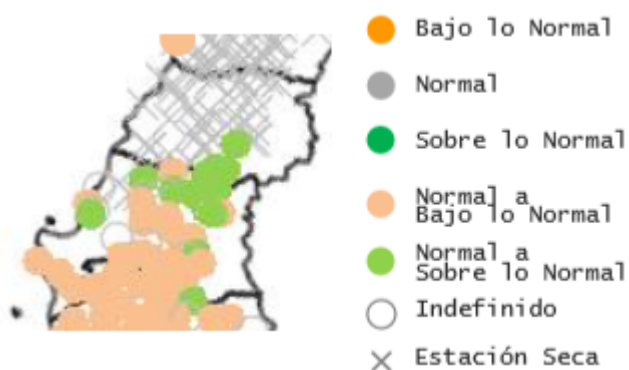 Bajo lo Normal
Normal
Sobre lo Normal
Normal a
Bajo lo Normal
Normal a
Sobre lo Normal
Indefinido
Estación Seca